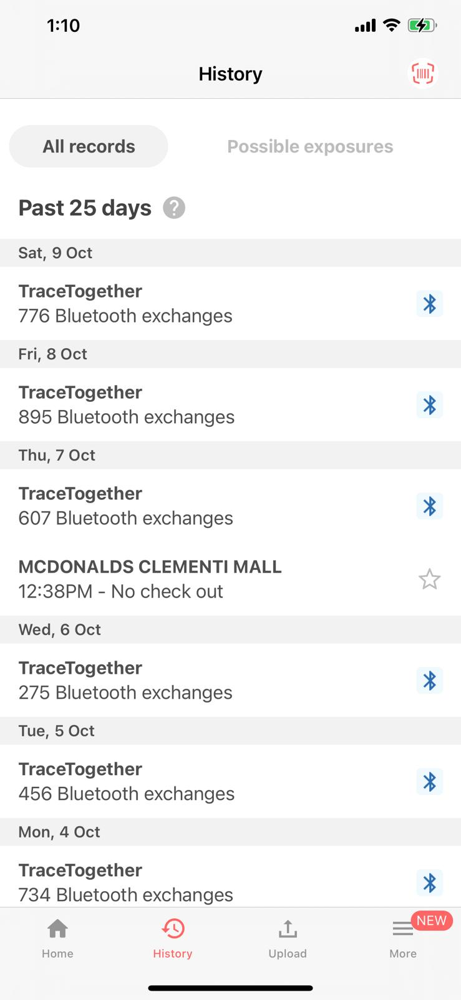 1:10
History
All records
Possible exposures
Past 25 days ?
Sat, 9 Oct
TraceTogether
776 Bluetooth exchanges
Fri, 8 Oct
TraceTogether
895 Bluetooth exchanges
Thu, 7 Oct
TraceTogether
607 Bluetooth exchanges
MCDONALDS CLEMENTI MALL
12:38PM - No check out
Wed, 6 Oct
TraceTogether
275 Bluetooth exchanges
Tue, 5 Oct
TraceTogether
456 Bluetooth exchanges
Mon, 4 Oct
TraceTogether
734 Bluetooth exchanges
NEW
Home
History
Upload
More